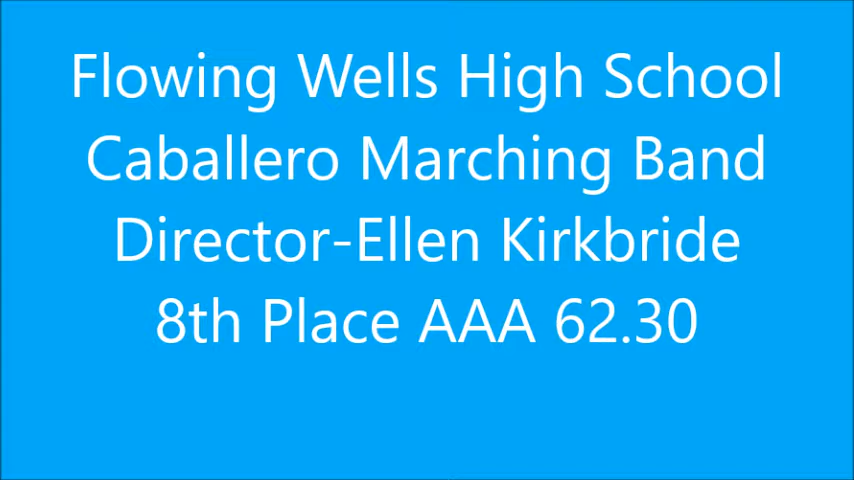 Flowing Wells High School
Caballero Marching Band
Director-Ellen Kirkbride
8th Place AAA 62.30